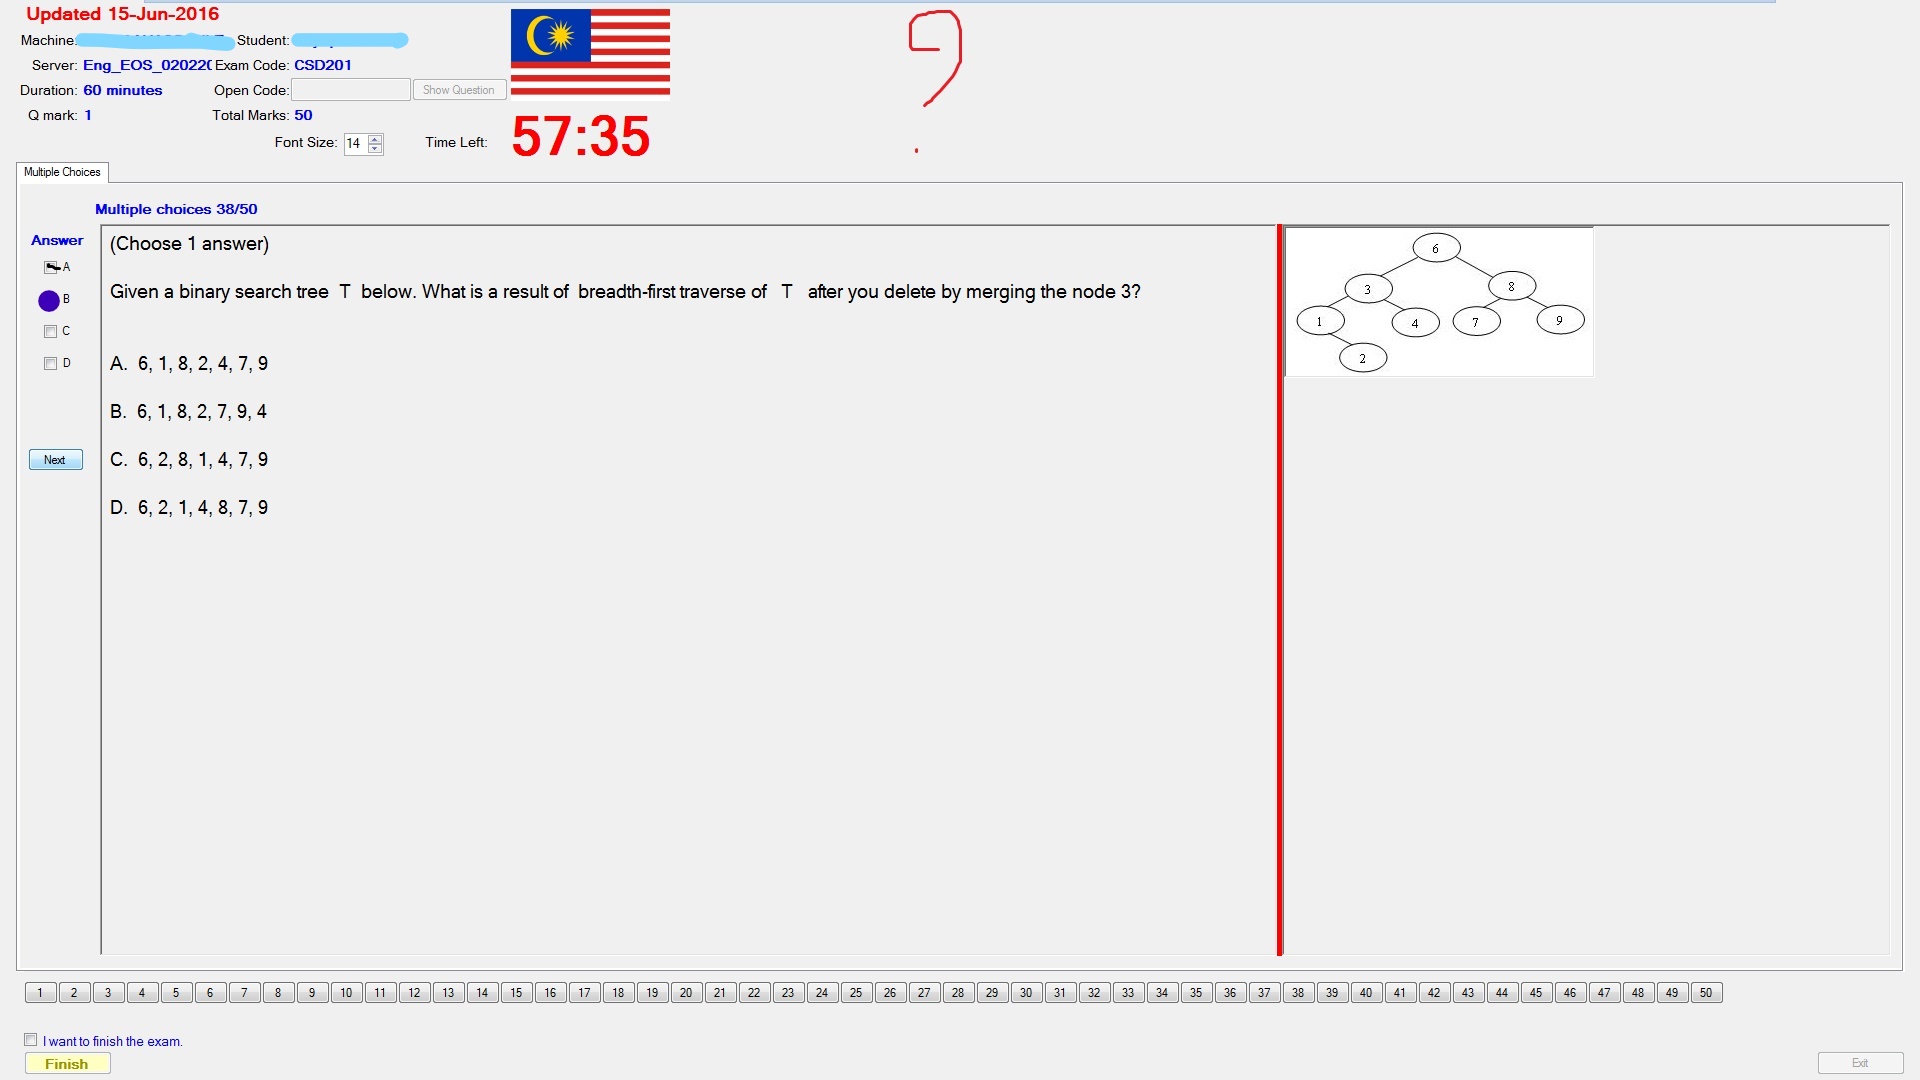 Updated 15-Jun-2016
Machine: Student:
Server: Eng_EOS_02022 Exam Code: CSD201
Duration: 60 minutes Open Code: Show Question
Q mark: 1 Total Marks: 50
Font Size: 14 Time Left: 57:35
Multiple Choices
Multiple choices 38/50
Answer
A
B
C
D
Next
(Choose 1 answer)
Given a binary search tree T below. What is a result of breadth-first traverse of T after you delete by merging the node 3?
A. 6, 1, 8, 2, 4, 7, 9
B. 6, 1, 8, 2, 7, 9, 4
C. 6, 2, 8, 1, 4, 7, 9
D. 6, 2, 1, 4, 8, 7, 9
6
3 8
1 4 7 9
2
1 2 3 4 5 6 7 8 9 10 11 12 13 14 15 16 17 18 19 20 21 22 23 24 25 26 27 28 29 30 31 32 33 34 35 36 37 38 39 40 41 42 43 44 45 46 47 48 49 50
I want to finish the exam.
Finish Exit